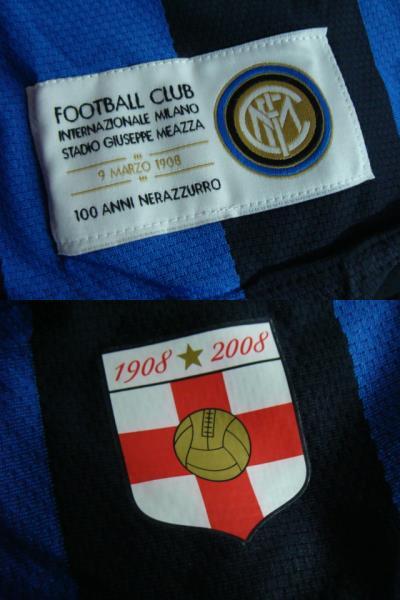 FOOTBALL CLUB
INTERNAZIONALE MILANO
STADIO GIUSEPPE MEAZZA
9 MARZO 1908
100 ANNI NERAZZURRO
1908 2008